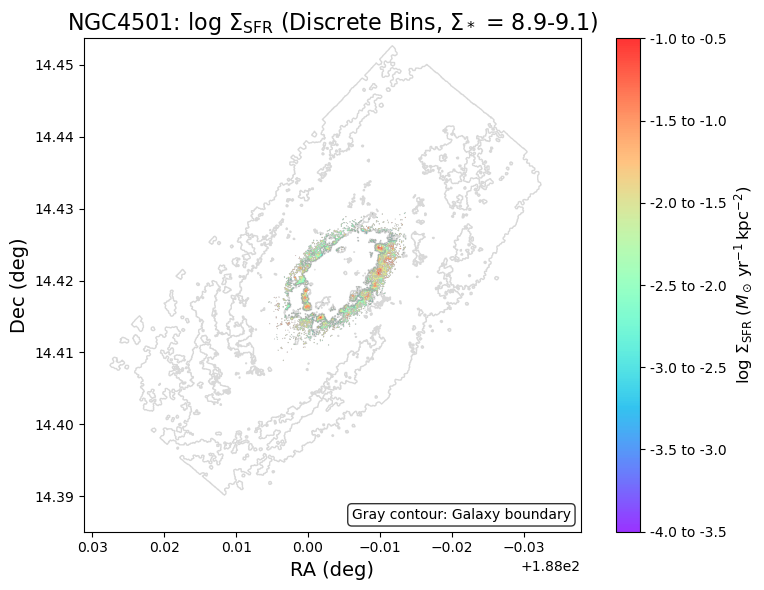 NGC4501: log Σ_SFR (Discrete Bins, Σ_* = 8.9-9.1)
14.45
14.44
14.43
14.42
14.41
14.40
14.39
Dec (deg)
0.03 0.02 0.01 0.00 −0.01 −0.02 −0.03
+1.88e2
RA (deg)
Gray contour: Galaxy boundary
-1.0 to -0.5
-1.5 to -1.0
-2.0 to -1.5
-2.5 to -2.0
-3.0 to -2.5
-3.5 to -3.0
-4.0 to -3.5
log Σ_SFR (M_⊙ yr⁻¹ kpc⁻²)